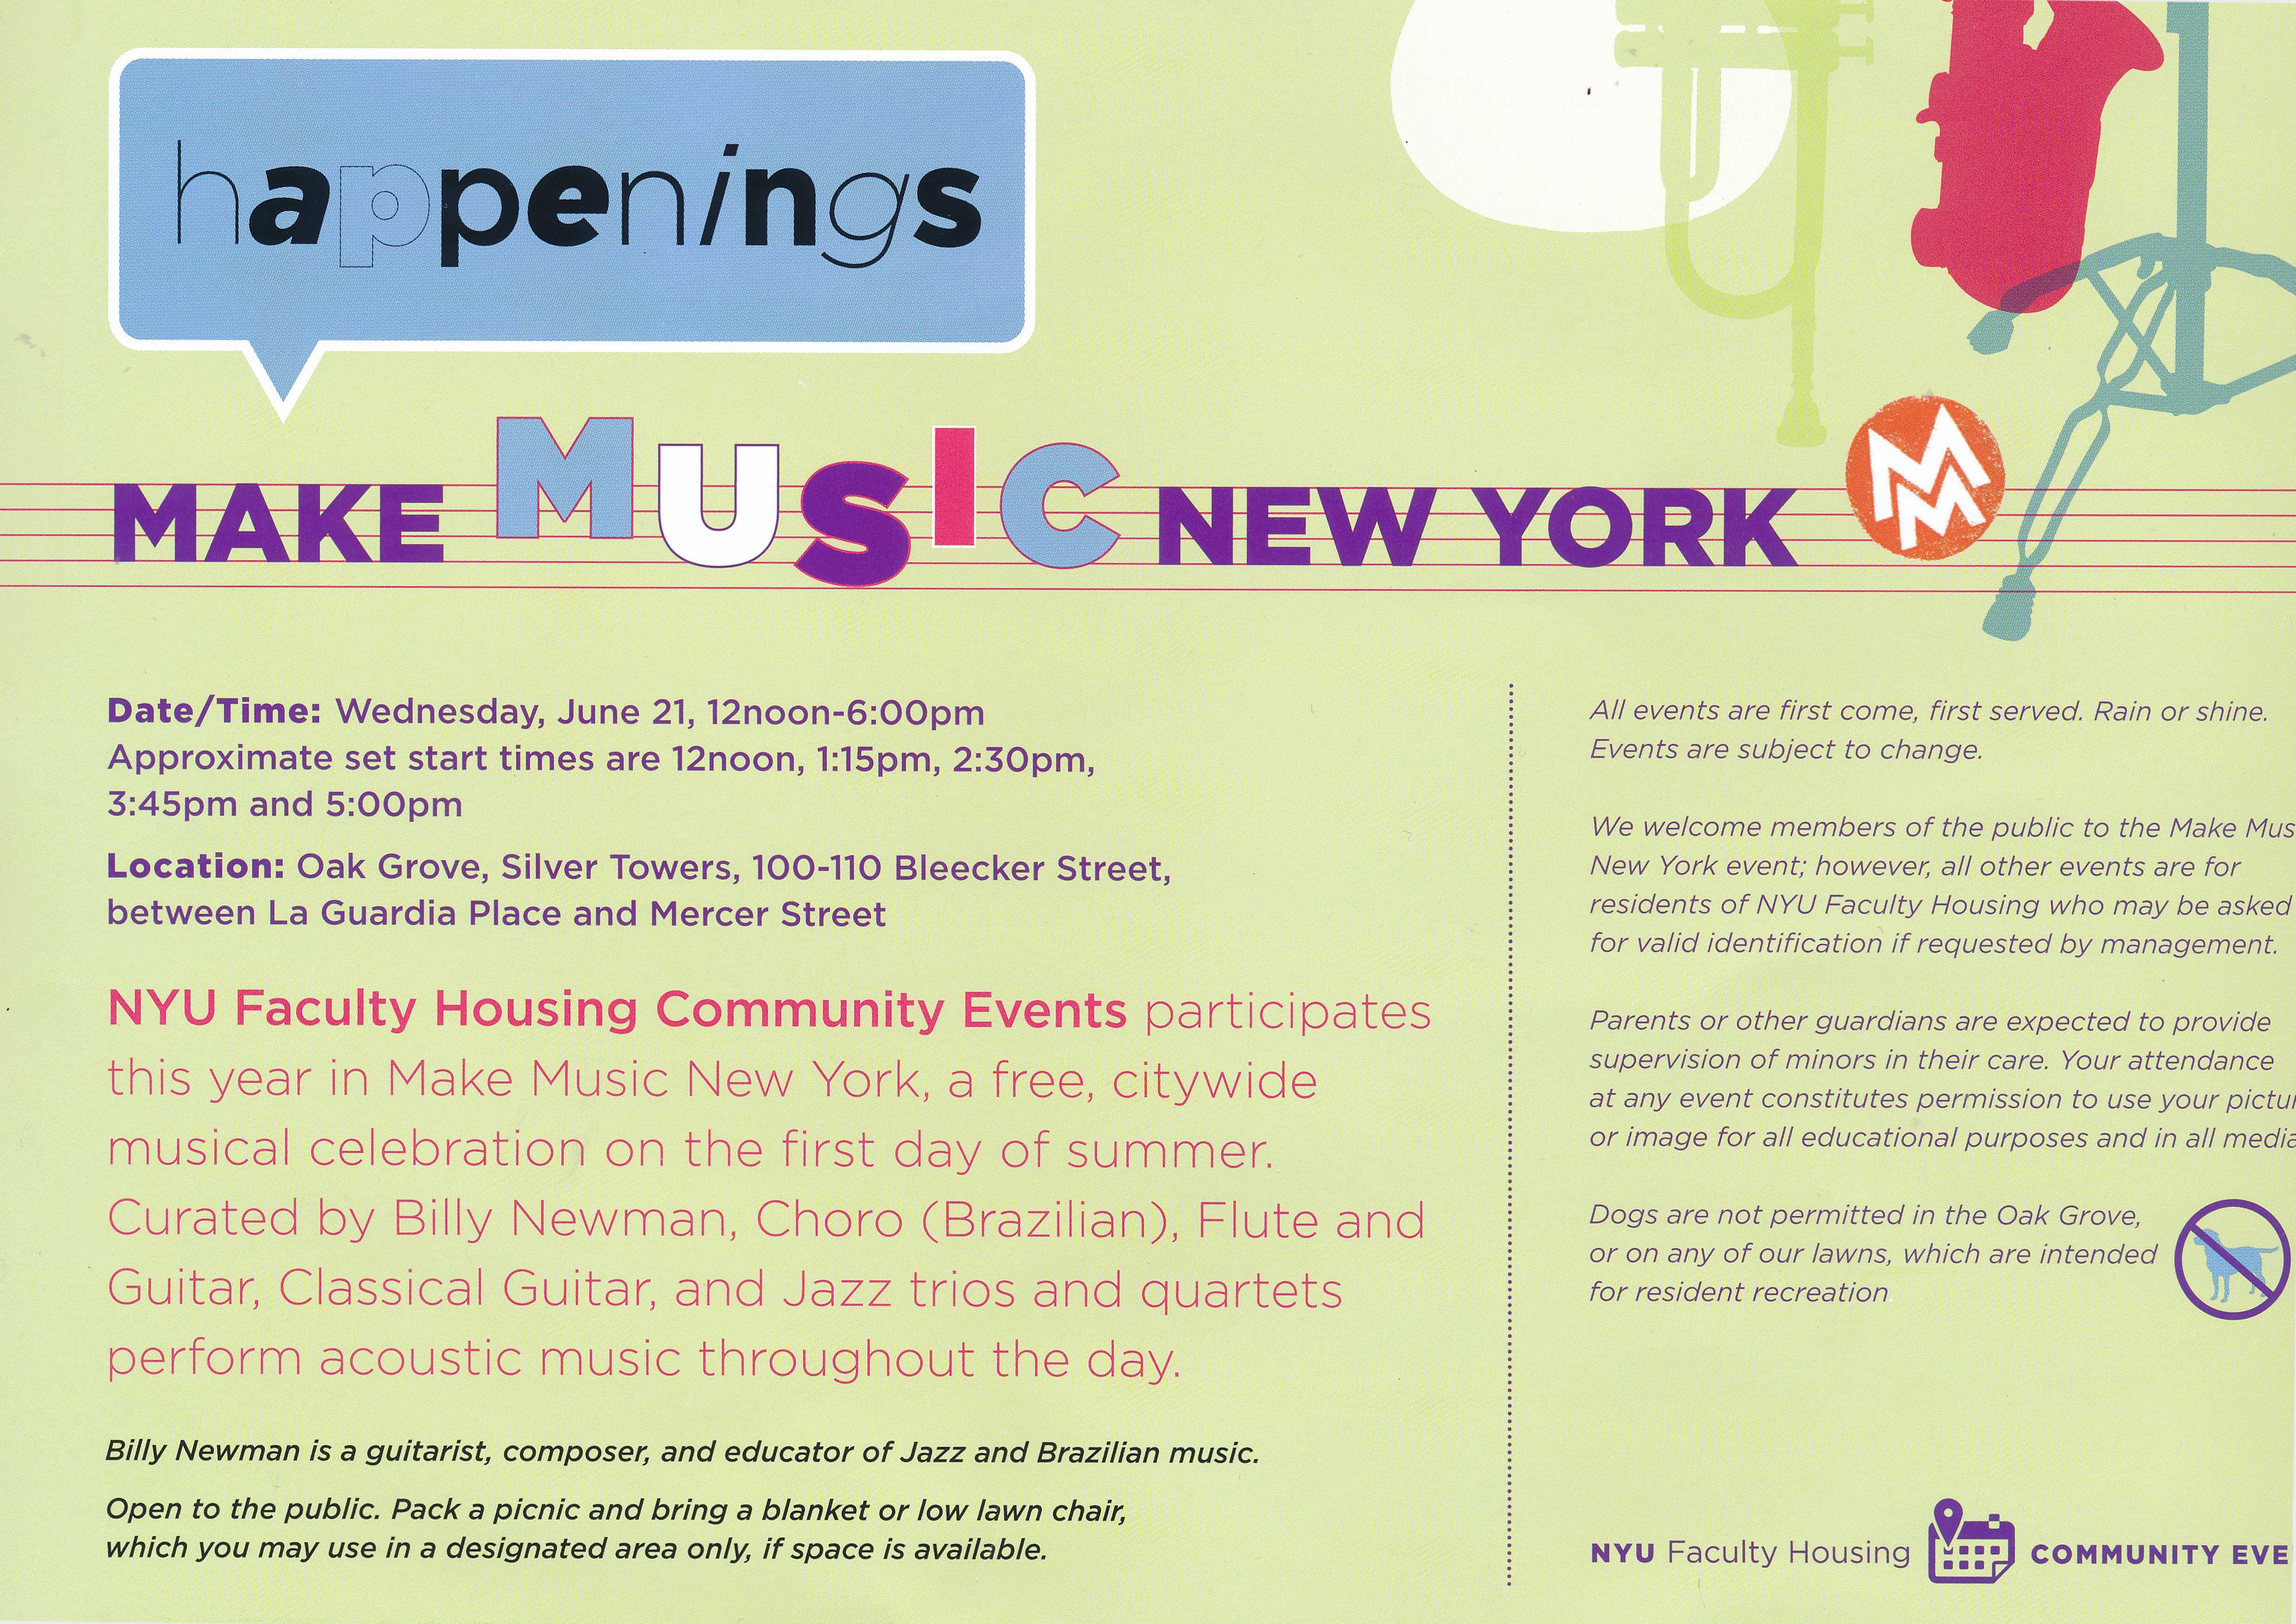 happenings
MAKE MUSIC NEW YORK
MM
Date/Time: Wednesday, June 21, 12noon-6:00pm
Approximate set start times are 12noon, 1:15pm, 2:30pm,
3:45pm and 5:00pm
Location: Oak Grove, Silver Towers, 100-110 Bleecker Street,
between La Guardia Place and Mercer Street
NYU Faculty Housing Community Events participates
this year in Make Music New York, a free, citywide
musical celebration on the first day of summer.
Curated by Billy Newman, Choro (Brazilian), Flute and
Guitar, Classical Guitar, and Jazz trios and quartets
perform acoustic music throughout the day.
Billy Newman is a guitarist, composer, and educator of Jazz and Brazilian music.
Open to the public. Pack a picnic and bring a blanket or low lawn chair,
which you may use in a designated area only, if space is available.
All events are first come, first served. Rain or shine.
Events are subject to change.
We welcome members of the public to the Make Mus
New York event; however, all other events are for
residents of NYU Faculty Housing who may be asked
for valid identification if requested by management.
Parents or other guardians are expected to provide
supervision of minors in their care. Your attendance
at any event constitutes permission to use your pictu
or image for all educational purposes and in all media
Dogs are not permitted in the Oak Grove,
or on any of our lawns, which are intended
for resident recreation
NYU Faculty Housing COMMUNITY EVE